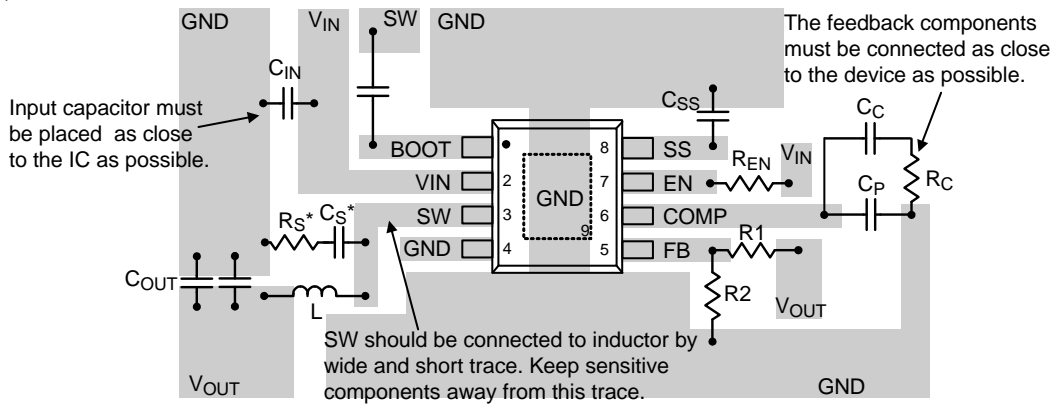 GND
VIN
SW
GND
The feedback components
must be connected as close
to the device as possible.
CIN
Input capacitor must
be placed as close
to the IC as possible.
CSS
CC
BOOT
8
SS
REN
VIN
VIN
2
GND
7
EN
CP
RC
SW
3
6
COMP
RS*
CS*
GND
4
9
5
FB
R1
COUT
R2
L
VOUT
SW should be connected to inductor by
wide and short trace. Keep sensitive
components away from this trace.
VOUT
GND